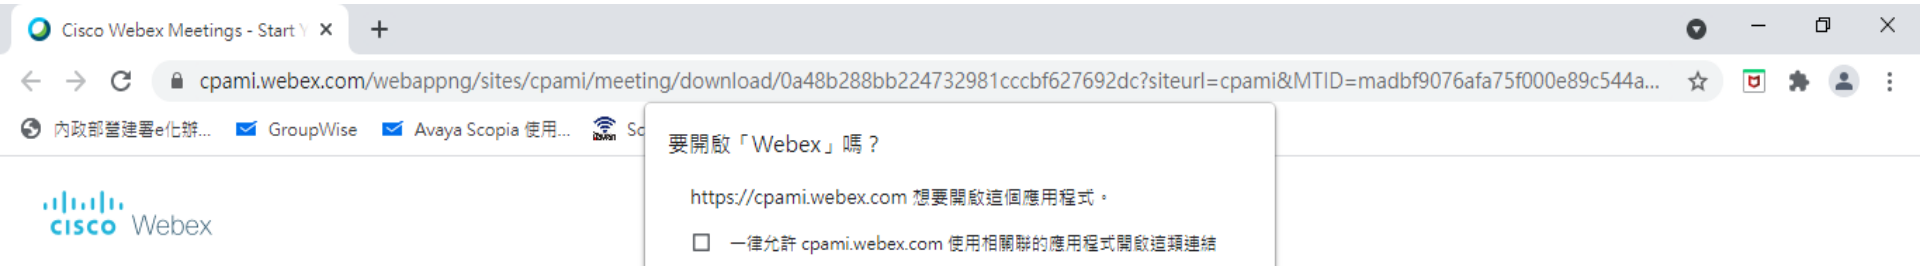 Cisco Webex Meetings - Start
cpami.webex.com/webappng/sites/cpami/meeting/download/0a48b288bb224732981cccbf627692dc?siteurl=cpami&MTID=madbf9076afa75f000e89c544a...
內政部營建署e化辦... GroupWise Avaya Scopia 使用... Sc
要開啟「Webex」嗎？
https://cpami.webex.com 想要開啟這個應用程式。
一律允許 cpami.webex.com 使用相關聯的應用程式開啟這類連結
CISCO Webex